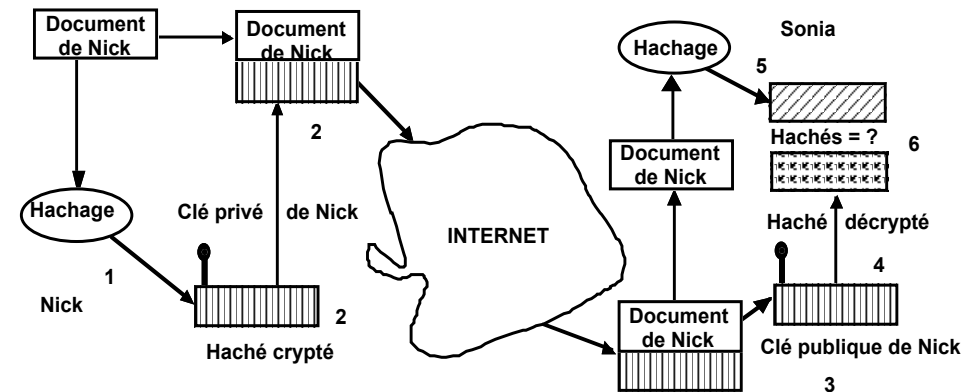 Document
de Nick
Document
de Nick
2
Hachage
Clé privé de Nick
1
Nick
2
Haché crypté
INTERNET
Sonia
Hachage
5
Hachés = ?
6
Document
de Nick
Haché décrypté
4
Document
de Nick
Clé publique de Nick
3